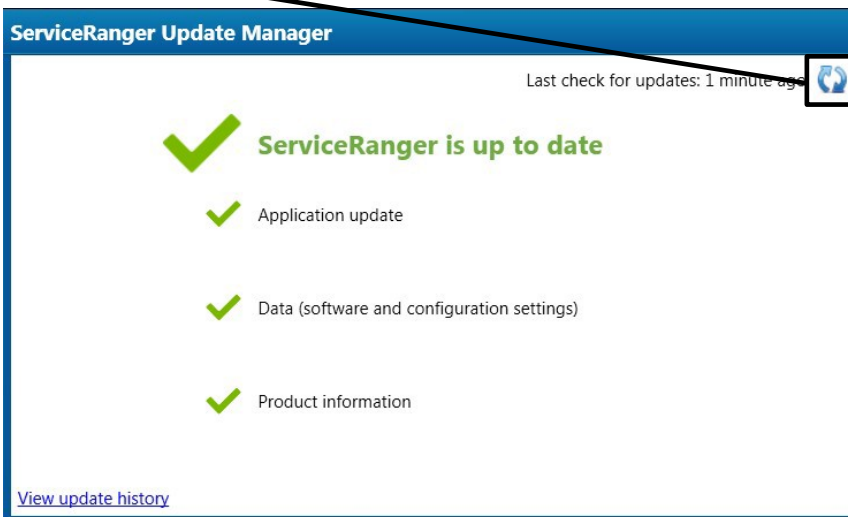 ServiceRanger Update Manager
Last check for updates: 1 minute ago
ServiceRanger is up to date
Application update
Data (software and configuration settings)
Product information
View update history